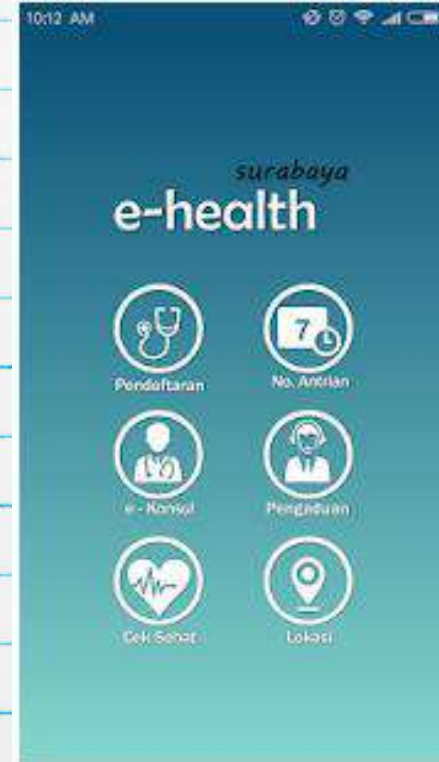 10:12 AM
surabaya
e-health
7
Pendaftaran
No. Antrian
e - Konsul
Pengaduan
Cek Sehat
Lokasi